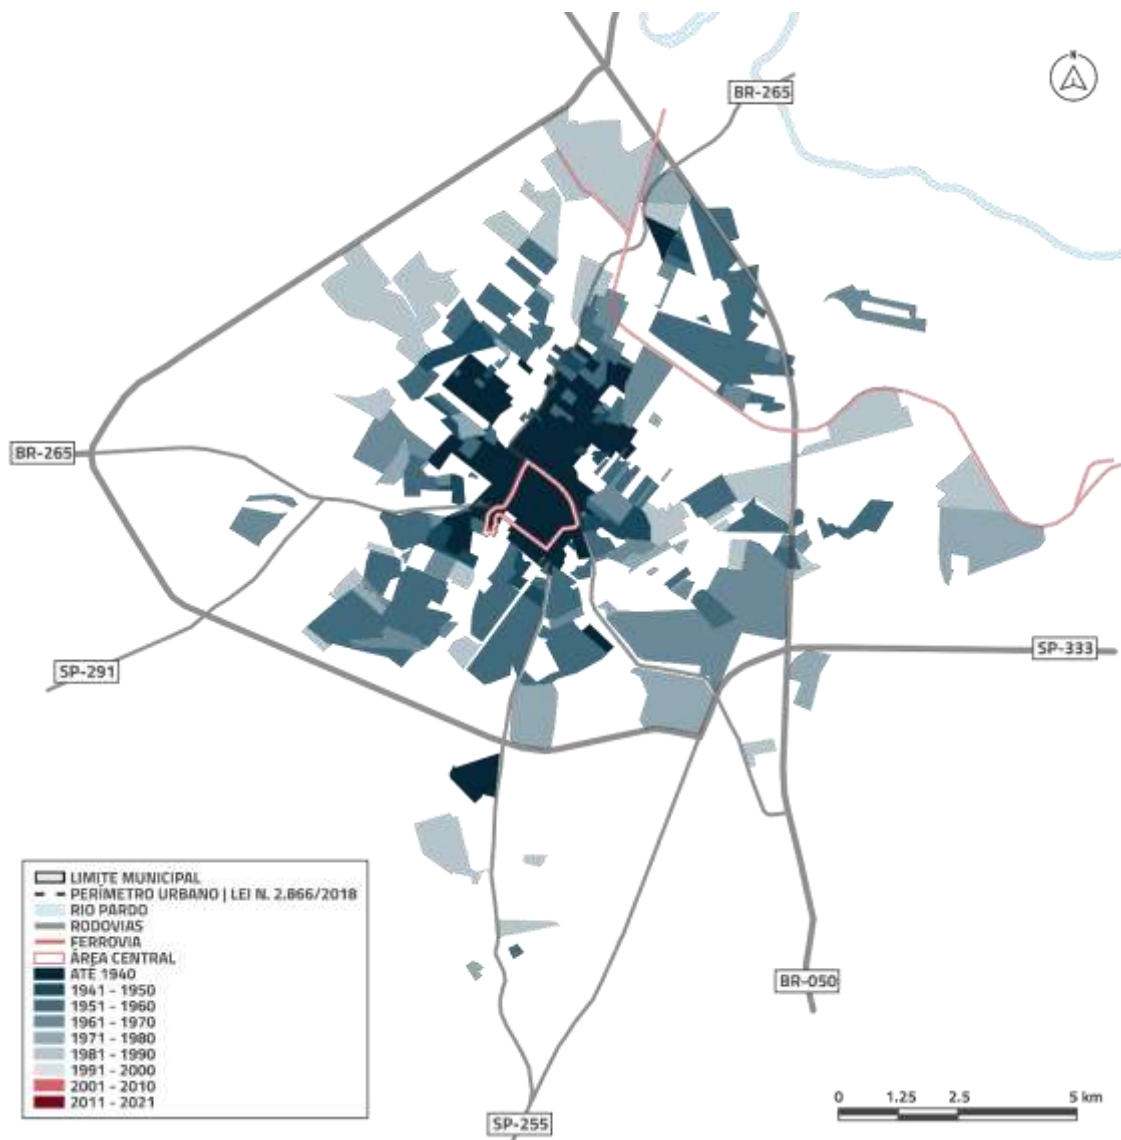 N
BR-265
BR-265
SP-333
SP-291
LIMITE MUNICIPAL
PERÍMETRO URBANO | LEI N. 2.866/2018
RIO PARDO
RODOVIAS
FERROVIA
ÁREA CENTRAL
ATÉ 1940
1941 - 1950
1951 - 1960
1961 - 1970
1971 - 1980
1981 - 1990
1991 - 2000
2001 - 2010
2011 - 2021
BR-050
0 1.25 2.5 5 km
SP-255